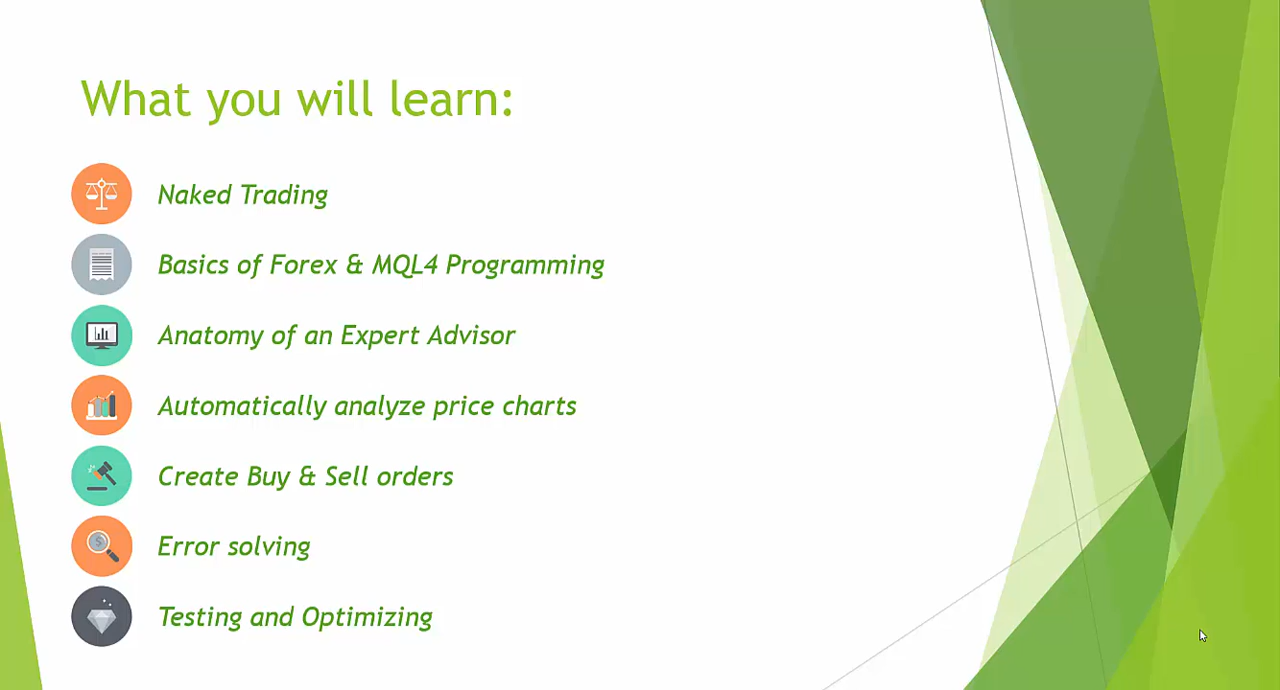 What you will learn:
Naked Trading
Basics of Forex & MQL4 Programming
Anatomy of an Expert Advisor
Automatically analyze price charts
Create Buy & Sell orders
Error solving
Testing and Optimizing